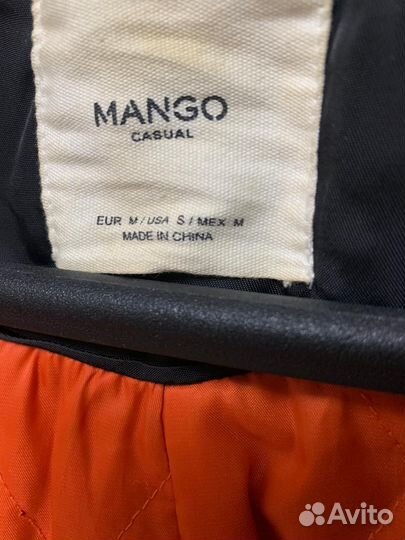 MANGO
CASUAL
EUR M / USA S / MEX M
MADE IN CHINA
Avito